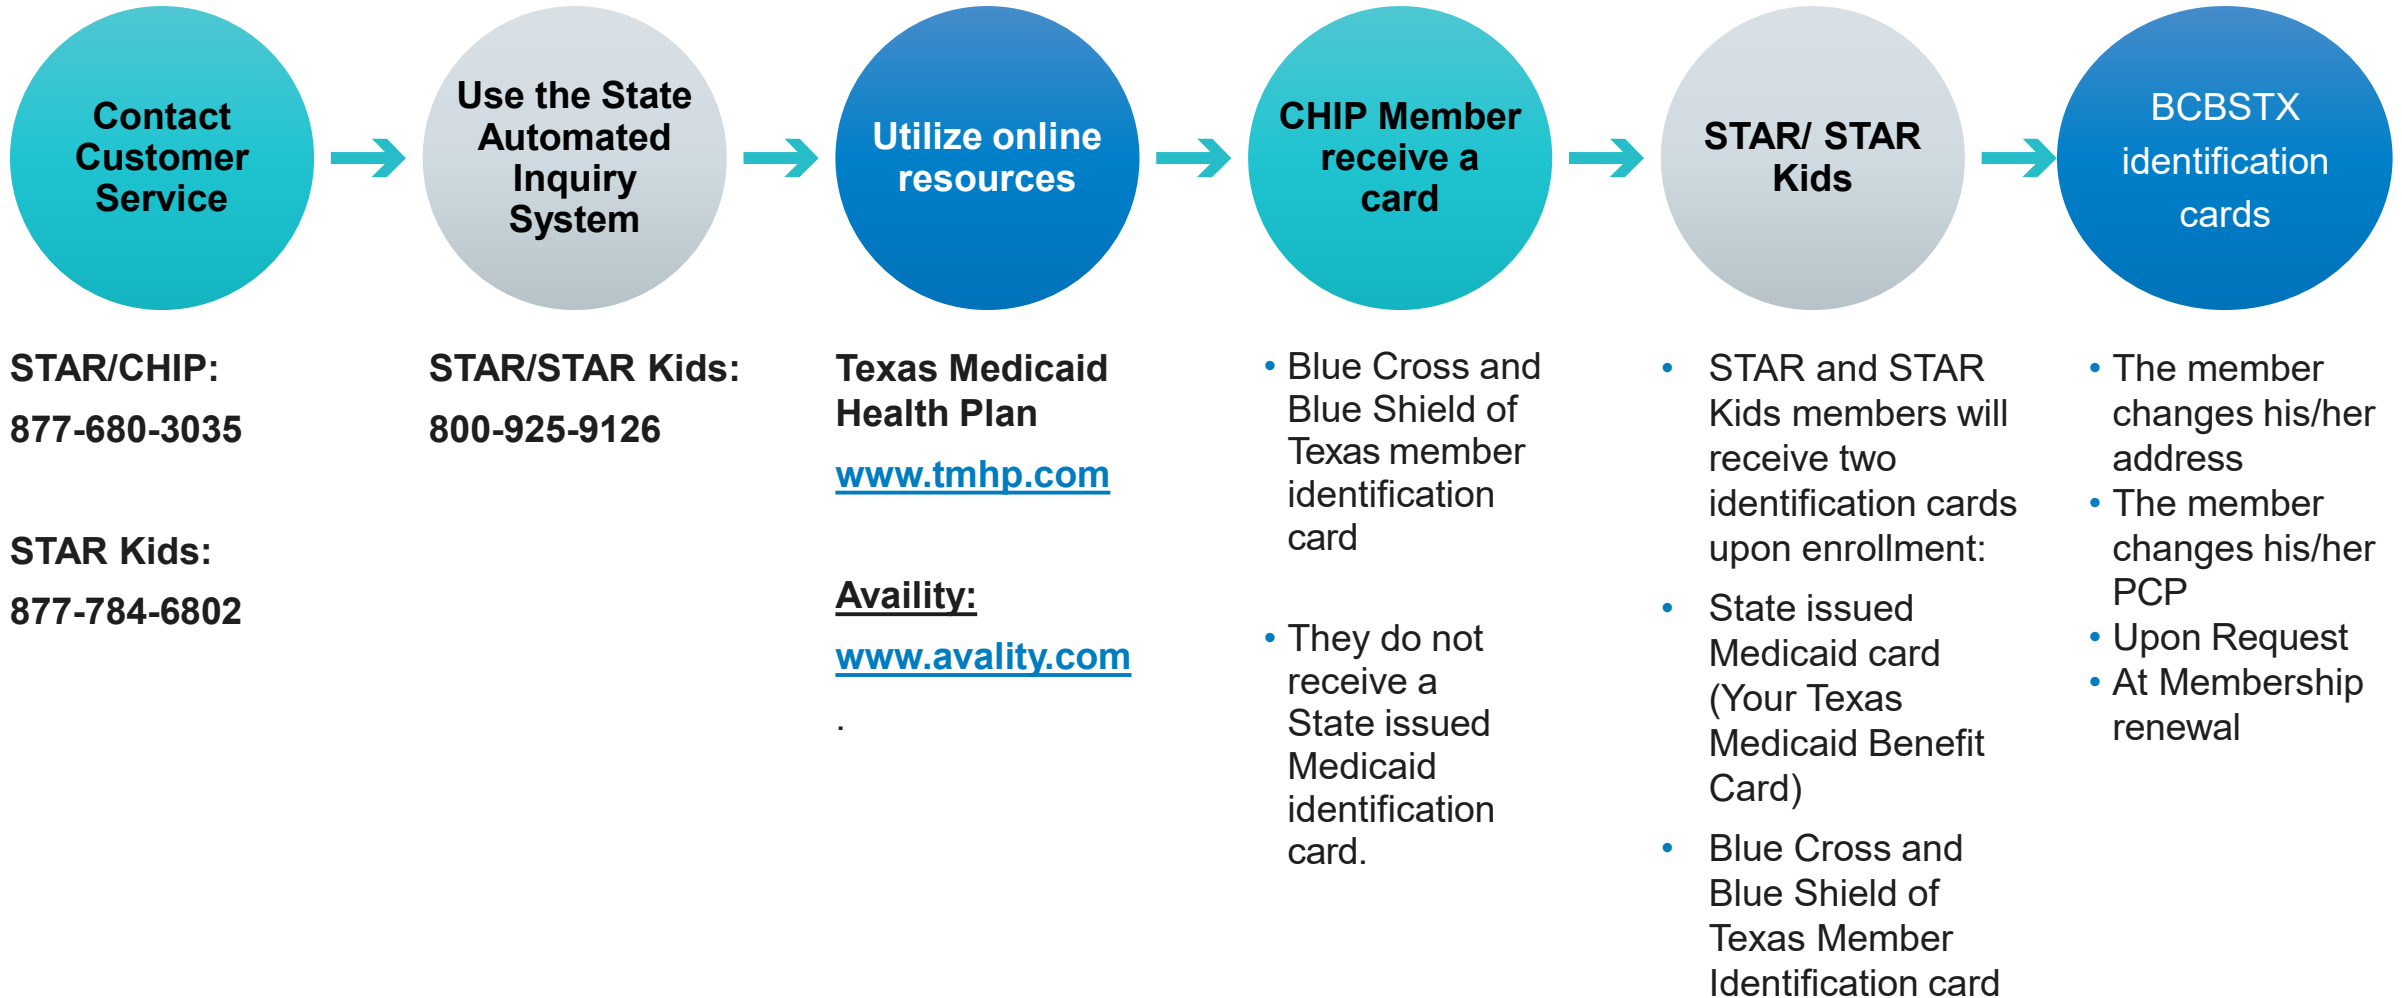 Contact
Customer
Service
Use the State
Automated
Inquiry
System
Utilize online
resources
CHIP Member
receive a
card
STAR/ STAR
Kids
BCBSTX
identification
cards
STAR/CHIP:
877-680-3035
STAR Kids:
877-784-6802
STAR/STAR Kids:
800-925-9126
Texas Medicaid
Health Plan
www.tmhp.com
Availity:
www.avality.com
.
• Blue Cross and
Blue Shield of
Texas member
identification
card
• They do not
receive a
State issued
Medicaid
identification
card.
• STAR and STAR
Kids members will
receive two
identification cards
upon enrollment:
• State issued
Medicaid card
(Your Texas
Medicaid Benefit
Card)
• Blue Cross and
Blue Shield of
Texas Member
Identification card
• The member
changes his/her
address
• The member
changes his/her
PCP
• Upon Request
• At Membership
renewal